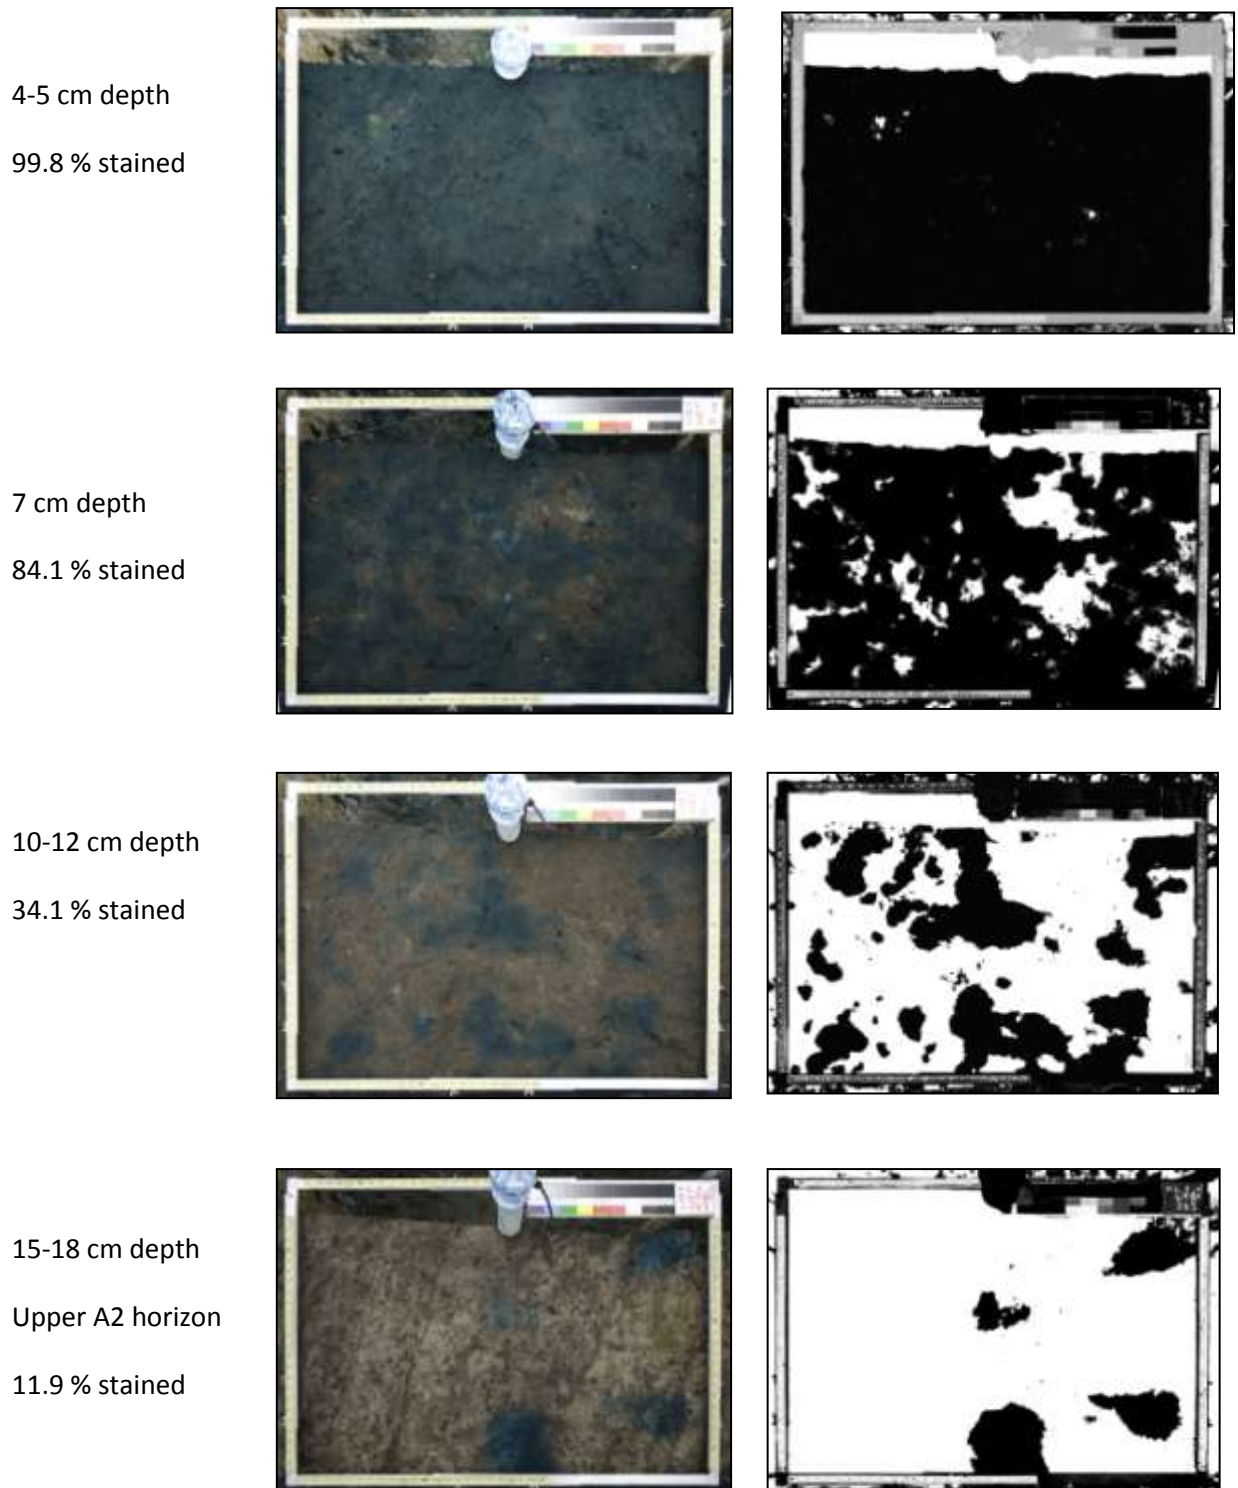 4-5 cm depth
99.8 % stained
7 cm depth
84.1 % stained
10-12 cm depth
34.1 % stained
15-18 cm depth
Upper A2 horizon
11.9 % stained